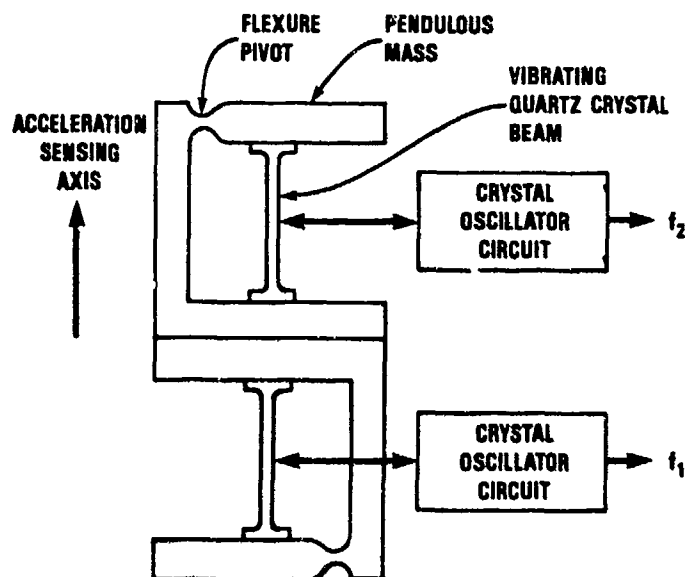 FLEXURE
PIVOT
PENDULOUS
MASS
VIBRATING
QUARTZ CRYSTAL
BEAM
ACCELERATION
SENSING
AXIS
CRYSTAL
OSCILLATOR
CIRCUIT
f₂
CRYSTAL
OSCILLATOR
CIRCUIT
f₁